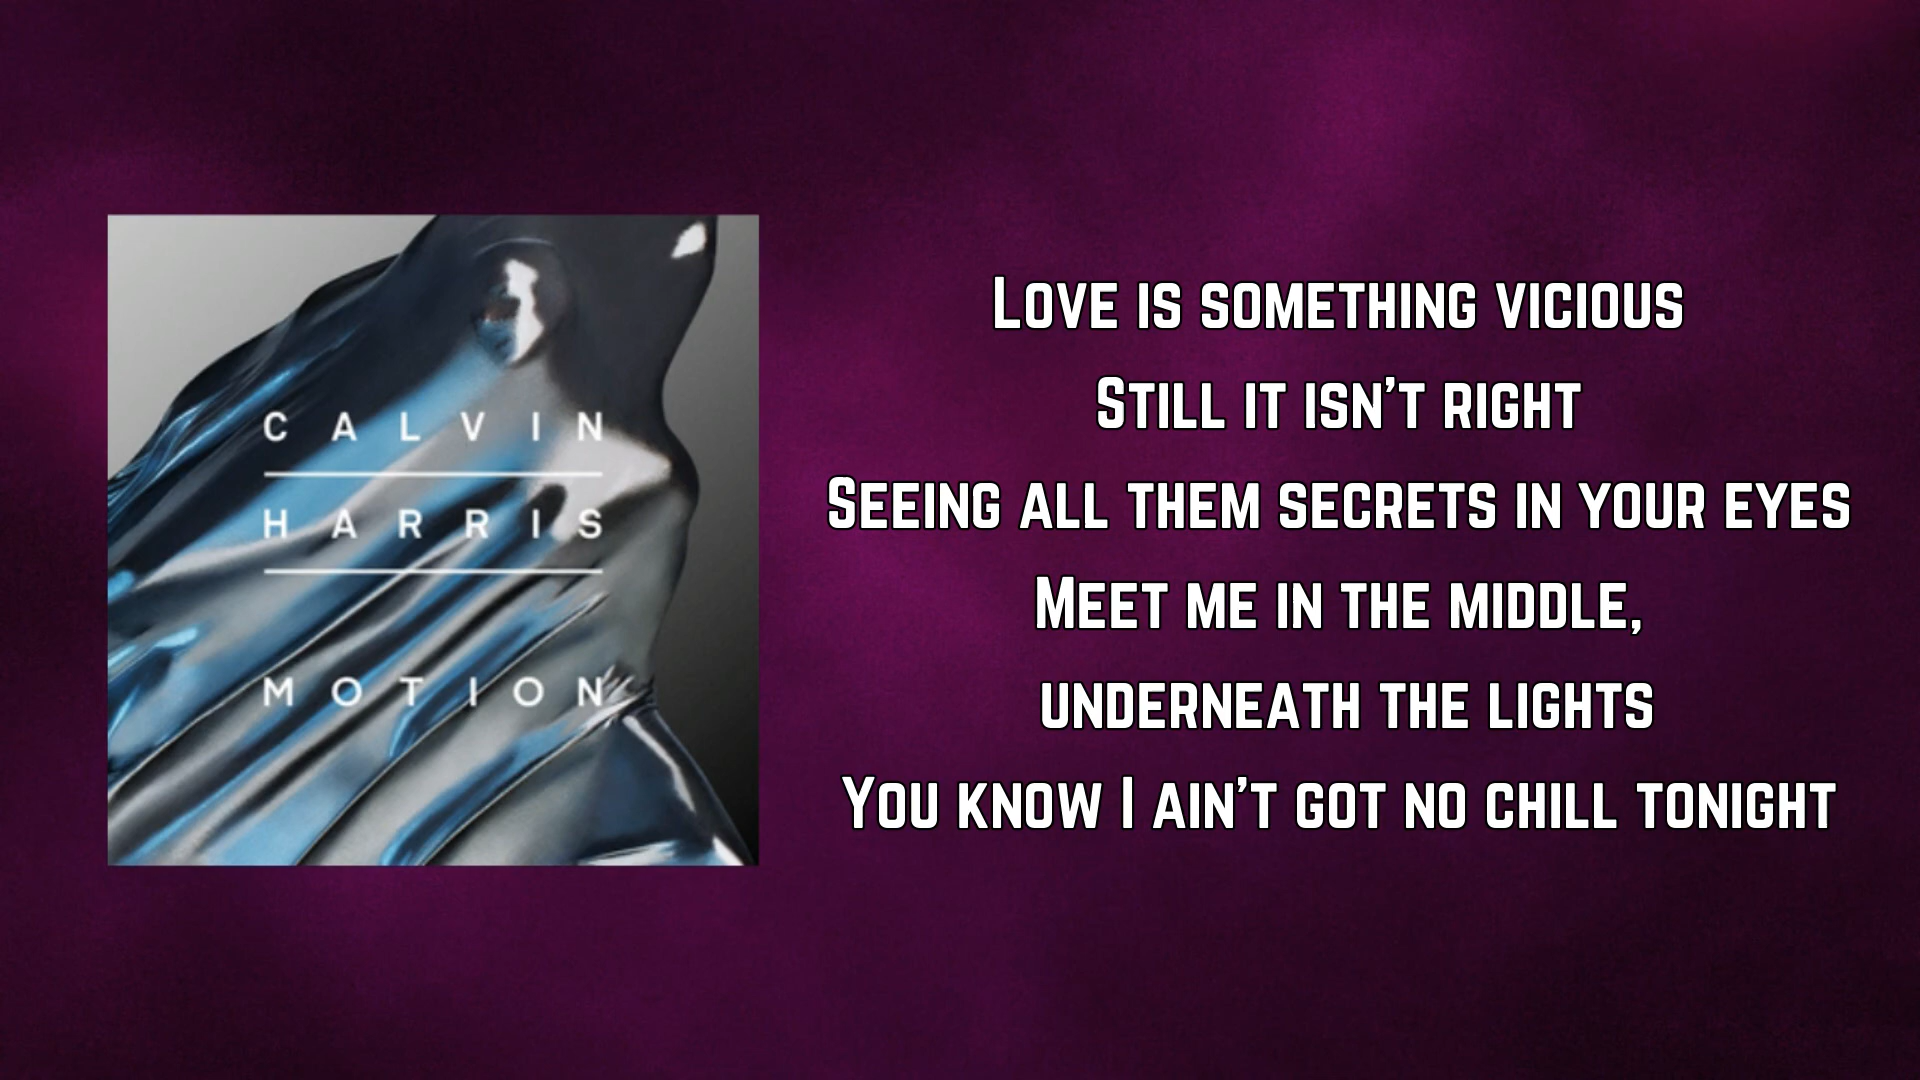 CALVIN
HARRIS
MOTION
Love is something vicious
Still it isn't right
Seeing all them secrets in your eyes
Meet me in the middle,
underneath the lights
You know I ain't got no chill tonight